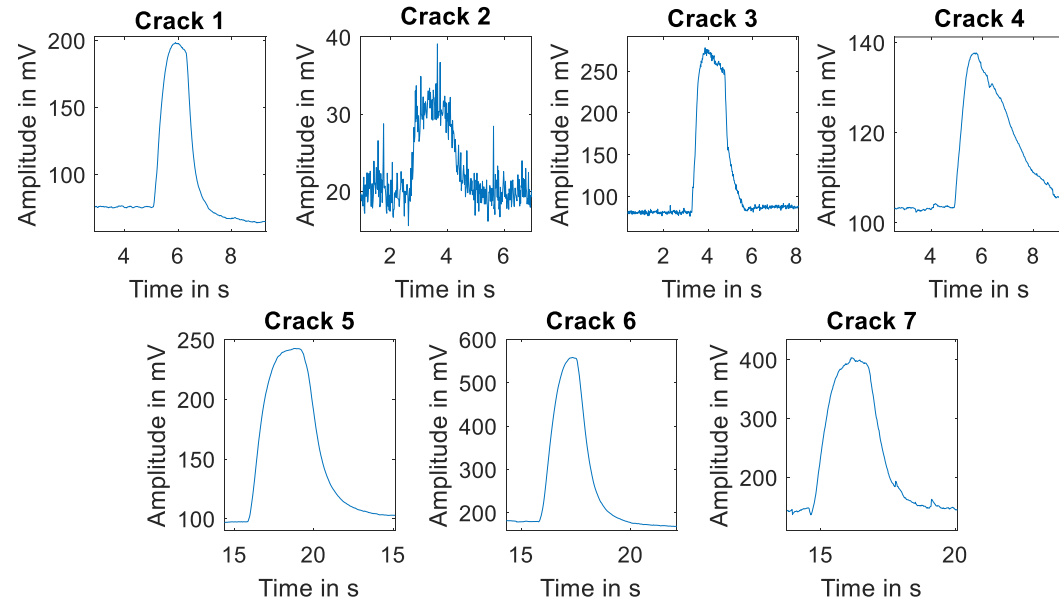 Crack 1
Crack 2
Crack 3
Crack 4
200
150
100
4
6
8
Amplitude in mV
Time in s
40
30
20
2
4
6
Amplitude in mV
Time in s
250
200
150
100
2
4
6
8
Amplitude in mV
Time in s
140
120
100
4
6
8
Amplitude in mV
Time in s
Crack 5
Crack 6
Crack 7
250
200
150
100
15
20
15
Amplitude in mV
Time in s
600
500
400
300
200
15
20
Amplitude in mV
Time in s
400
300
200
15
20
Amplitude in mV
Time in s